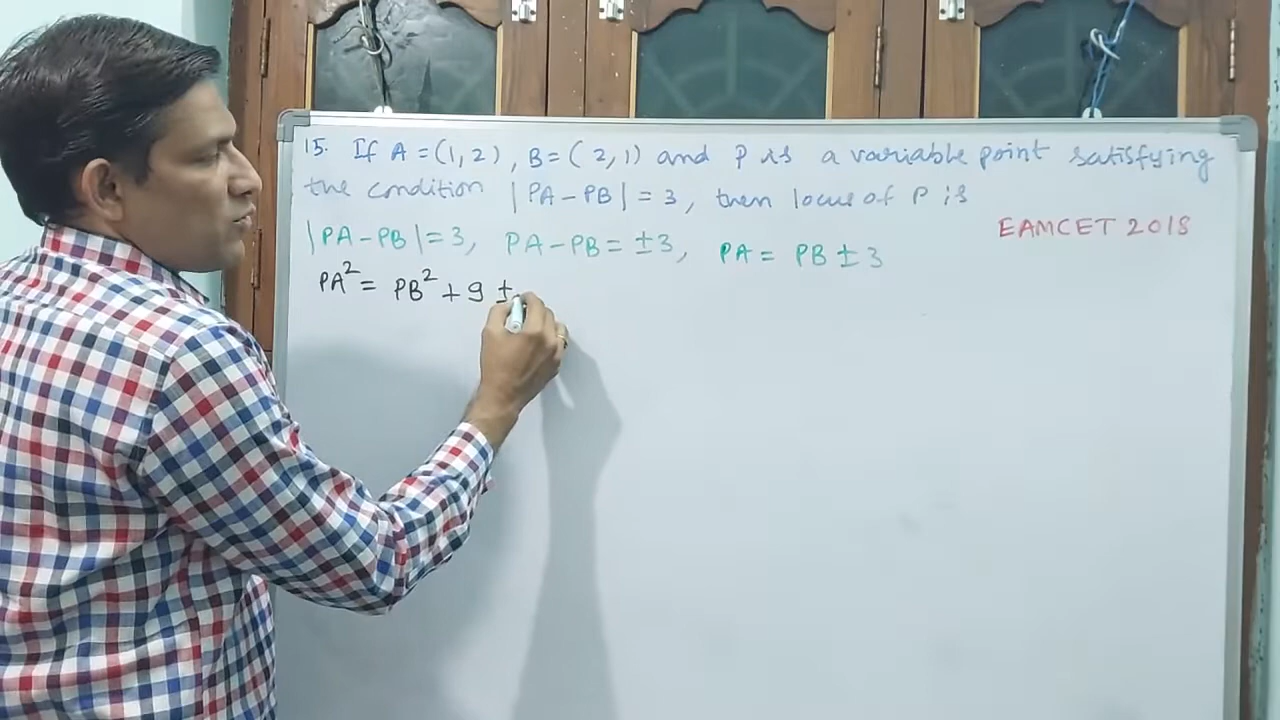 15. If A = (1, 2), B = (2, 1) and P is a variable point satisfying
the condition |PA - PB| = 3, then locus of P is
EAMCET 2018
|PA - PB| = 3, PA - PB = ±3, PA = PB ± 3
PA² = PB² + 9 ±